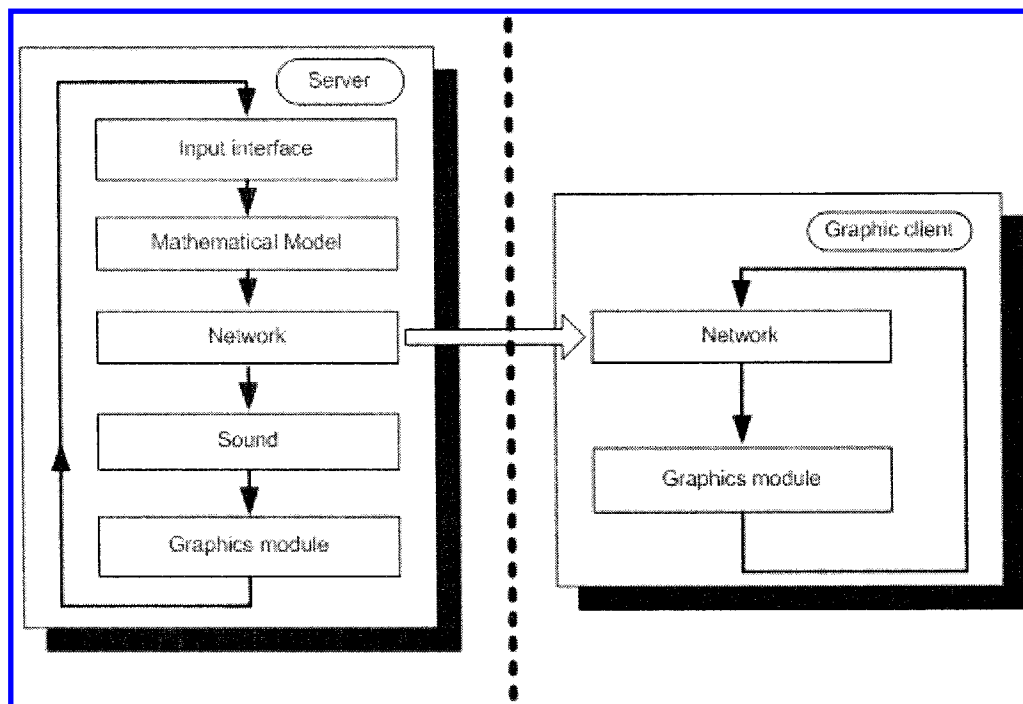 Server
Input interface
Mathematical Model
Network
Sound
Graphics module
Graphic client
Network
Graphics module